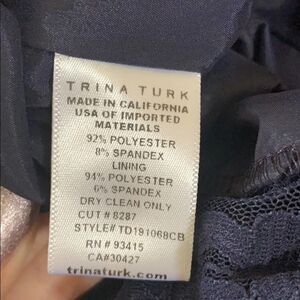 TRINA TURK
MADE IN CALIFORNIA
USA OF IMPORTED
MATERIALS
92% POLYESTER
8% SPANDEX
LINING
94% POLYESTER
6% SPANDEX
DRY CLEAN ONLY
CUT # 8287
STYLE# TD191068CB
RN # 93415
CA#30427
trinaturk.com